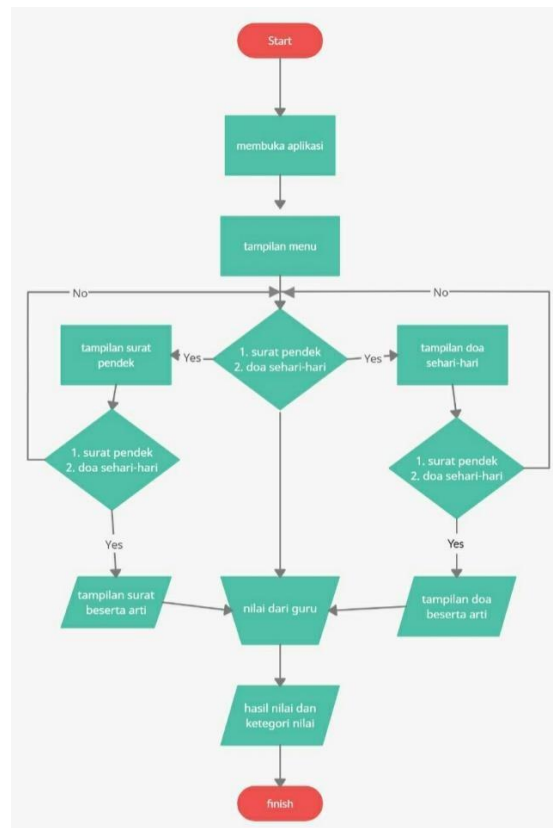 Start
membuka aplikasi
tampilan menu
No
No
tampilan surat
pendek
Yes
1. surat pendek
2. doa sehari-hari
Yes
tampilan doa
sehari-hari
1. surat pendek
2. doa sehari-hari
1. surat pendek
2. doa sehari-hari
Yes
Yes
tampilan surat
beserta arti
nilai dari guru
tampilan doa
beserta arti
hasil nilai dan
ketegori nilai
finish